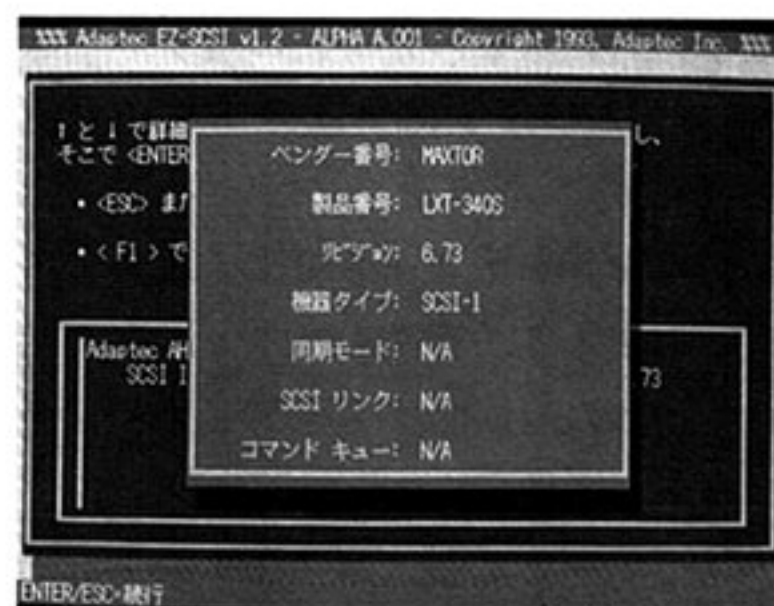 %%% Adaptec EZ-SCSI v1.2 - ALPHA A.001 - Copyright 1993, Adaptec Inc. %%%
↑ と ↓ で詳細 し、
そこで <ENTER
• <ESC> また
• < F1 > で
ベンダー番号: MAXTOR
製品番号: LXT-340S
ﾘﾋﾞｼﾞｮﾝ: 6.73
機器タイプ: SCSI-1
同期モード: N/A
SCSI リンク: N/A
コマンド キュー: N/A
Adaptec AH
SCSI I 73
ENTER/ESC=続行